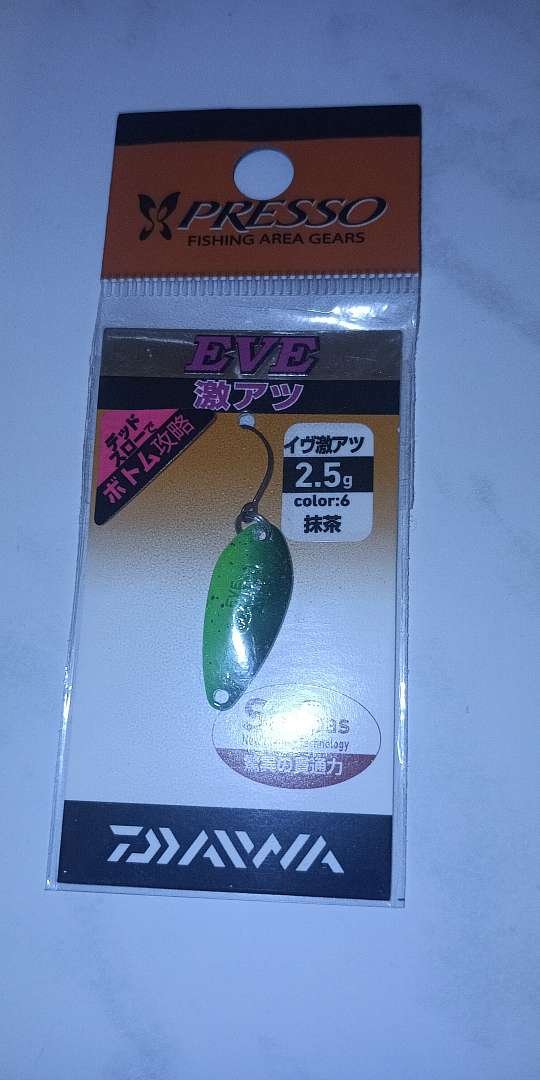 PRESSO
FISHING AREA GEARS
EVE
激アツ
デッド
スローで
ボトム攻略
イヴ激アツ
2.5g
color:6
抹茶
EVE
驚異の貫通力
DAIWA